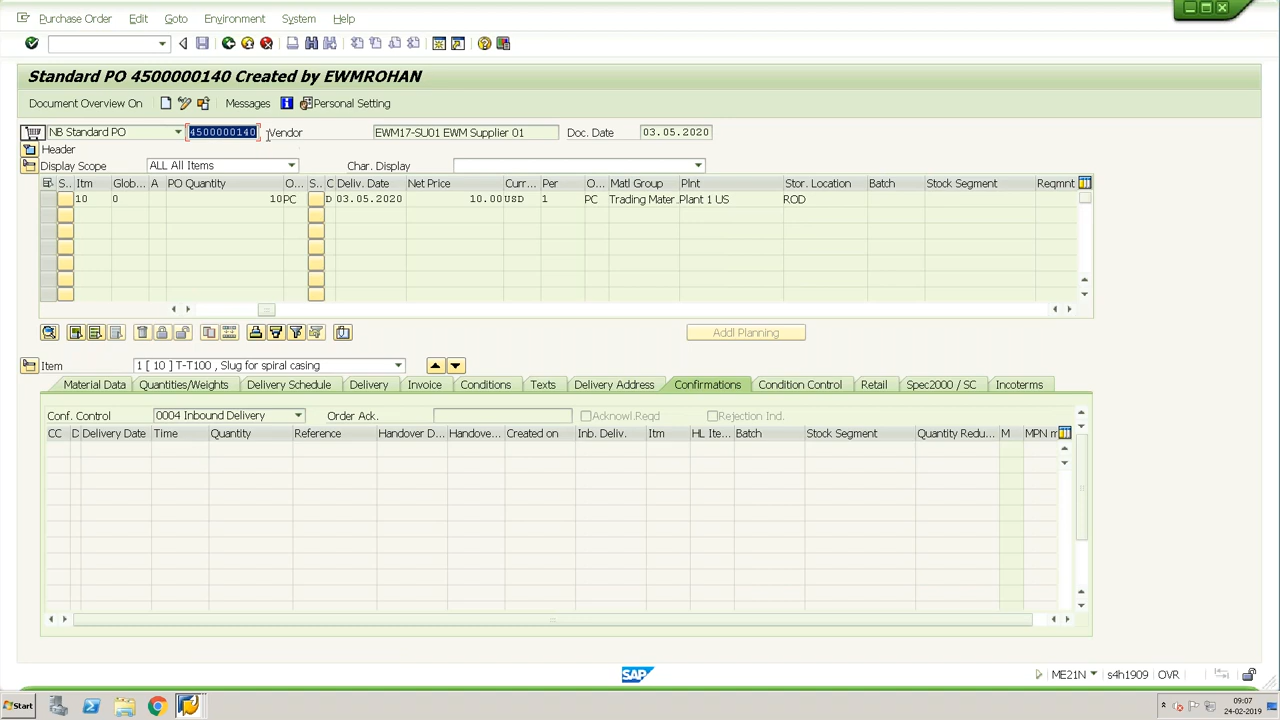 Purchase Order Edit Goto Environment System Help
Standard PO 4500000140 Created by EWMROHAN
Document Overview On Messages Personal Setting
NB Standard PO 4500000140 Vendor EWM17-SU01 EWM Supplier 01 Doc. Date 03.05.2020
Header
Display Scope ALL All Items Char. Display
S... Itm Glob... A PO Quantity O... S... C Deliv. Date Net Price Curr... Per O... Matl Group Plnt Stor. Location Batch Stock Segment Reqmnt
10 0 10 PC D 03.05.2020 10.00 USD 1 PC Trading Mater Plant 1 US ROD
Addl Planning
Item 1 [ 10 ] T-T100 , Slug for spiral casing
Material Data Quantities/Weights Delivery Schedule Delivery Invoice Conditions Texts Delivery Address Confirmations Condition Control Retail Spec2000 / SC Incoterms
Conf. Control 0004 Inbound Delivery Order Ack. Acknowl.Reqd Rejection Ind.
CC D Delivery Date Time Quantity Reference Handover D... Handove... Created on Inb. Deliv. Itm HL Ite... Batch Stock Segment Quantity Redu... M MPN m
SAP
ME21N s4h1909 OVR
Start 09:07
24-02-2019